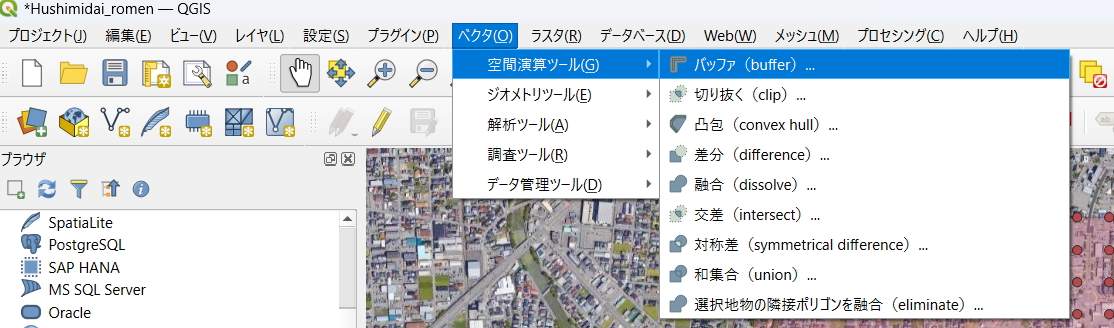 *Hushimidai_romen — QGIS
プロジェクト(J) 編集(E) ビュー(V) レイヤ(L) 設定(S) プラグイン(P) ベクタ(O) ラスタ(R) データベース(D) Web(W) メッシュ(M) プロセシング(C) ヘルプ(H)
空間演算ツール(G)
ジオメトリツール(E)
解析ツール(A)
調査ツール(R)
データ管理ツール(D)
バッファ（buffer）...
切り抜く（clip）...
凸包（convex hull）...
差分（difference）...
融合（dissolve）...
交差（intersect）...
対称差（symmetrical difference）...
和集合（union）...
選択地物の隣接ポリゴンを融合（eliminate）...
ブラウザ
SpatiaLite
PostgreSQL
SAP HANA
MS SQL Server
Oracle